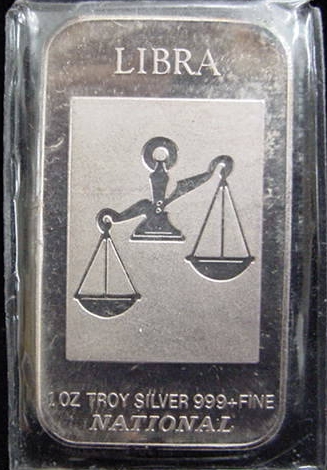 LIBRA
1 OZ TROY SILVER 999+FINE
NATIONAL